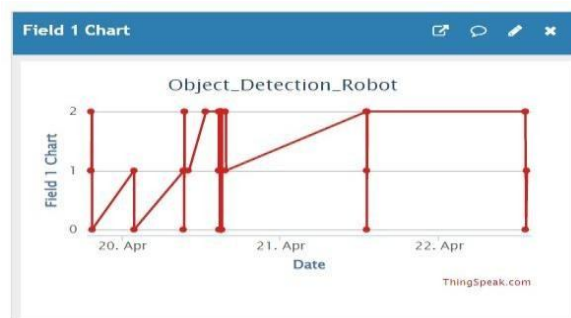 Field 1 Chart
Object_Detection_Robot
Field 1 Chart
2
1
0
20. Apr
21. Apr
22. Apr
Date
ThingSpeak.com